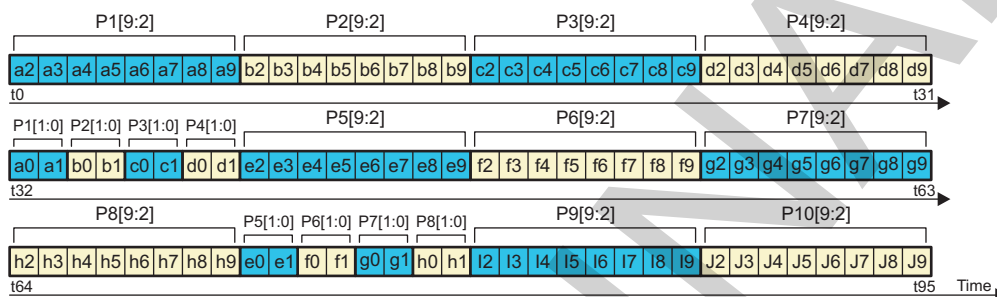 P1[9:2] P2[9:2] P3[9:2] P4[9:2]
a2 a3 a4 a5 a6 a7 a8 a9 b2 b3 b4 b5 b6 b7 b8 b9 c2 c3 c4 c5 c6 c7 c8 c9 d2 d3 d4 d5 d6 d7 d8 d9
t0 t31
P1[1:0] P2[1:0] P3[1:0] P4[1:0] P5[9:2] P6[9:2] P7[9:2]
a0 a1 b0 b1 c0 c1 d0 d1 e2 e3 e4 e5 e6 e7 e8 e9 f2 f3 f4 f5 f6 f7 f8 f9 g2 g3 g4 g5 g6 g7 g8 g9
t32 t63
P8[9:2] P5[1:0] P6[1:0] P7[1:0] P8[1:0] P9[9:2] P10[9:2]
h2 h3 h4 h5 h6 h7 h8 h9 e0 e1 f0 f1 g0 g1 h0 h1 I2 I3 I4 I5 I6 I7 I8 I9 J2 J3 J4 J5 J6 J7 J8 J9
t64 t95 Time